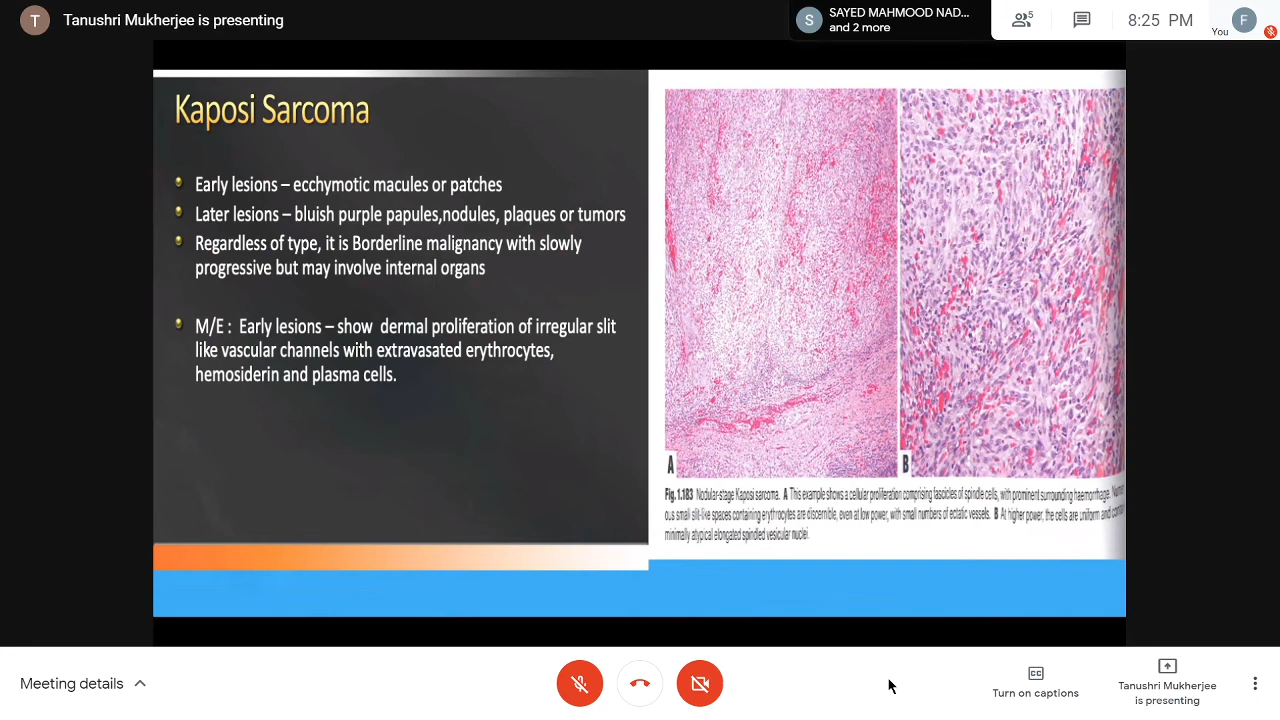 T
Tanushri Mukherjee is presenting
S
SAYED MAHMOOD NAD...
and 2 more
5
8:25 PM
You
F
Kaposi Sarcoma
Early lesions – ecchymotic macules or patches
Later lesions – bluish purple papules,nodules, plaques or tumors
Regardless of type, it is Borderline malignancy with slowly
progressive but may involve internal organs
M/E : Early lesions – show dermal proliferation of irregular slit
like vascular channels with extravasated erythrocytes,
hemosiderin and plasma cells.
A
B
Fig.1.183 Nodular-stage Kaposi sarcoma. A This example shows a cellular proliferation comprising fascicles of spindle cells, with prominent surrounding haemorrhage.
ous small slit-like spaces containing erythrocytes are discernible, even at low power, with small numbers of ectatic vessels. B At higher power, the cells are uniform and
minimally atypical elongated spindled vesicular nuclei.
Meeting details
Turn on captions
Tanushri Mukherjee
is presenting